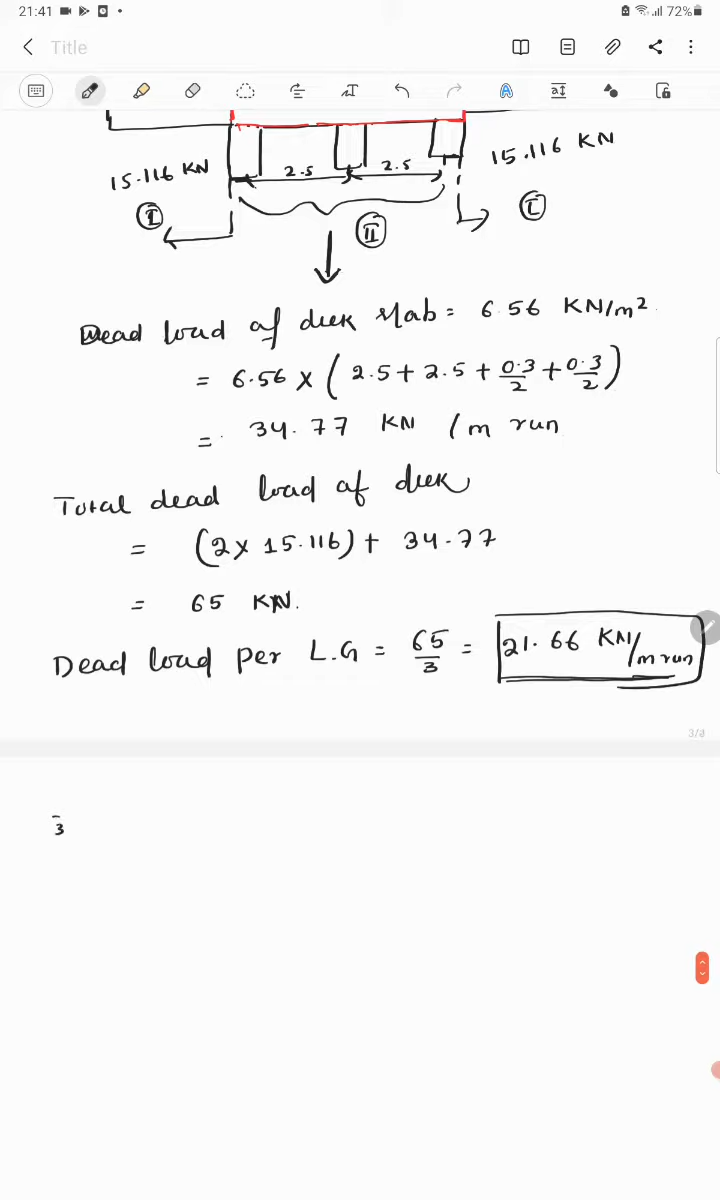 21:41
72%
Title
15.116 KN
2.5
2.5
15.116 KN
I
II
I
Dead load of deck slab = 6.56 KN/m²
= 6.56 × ( 2.5 + 2.5 + 0.3/2 + 0.3/2 )
= 34.77 KN / m run
Total dead load of deck
= (2 × 15.116) + 34.77
= 65 KN.
Dead load per L.G = 65/3 = 21.66 KN/m run
3